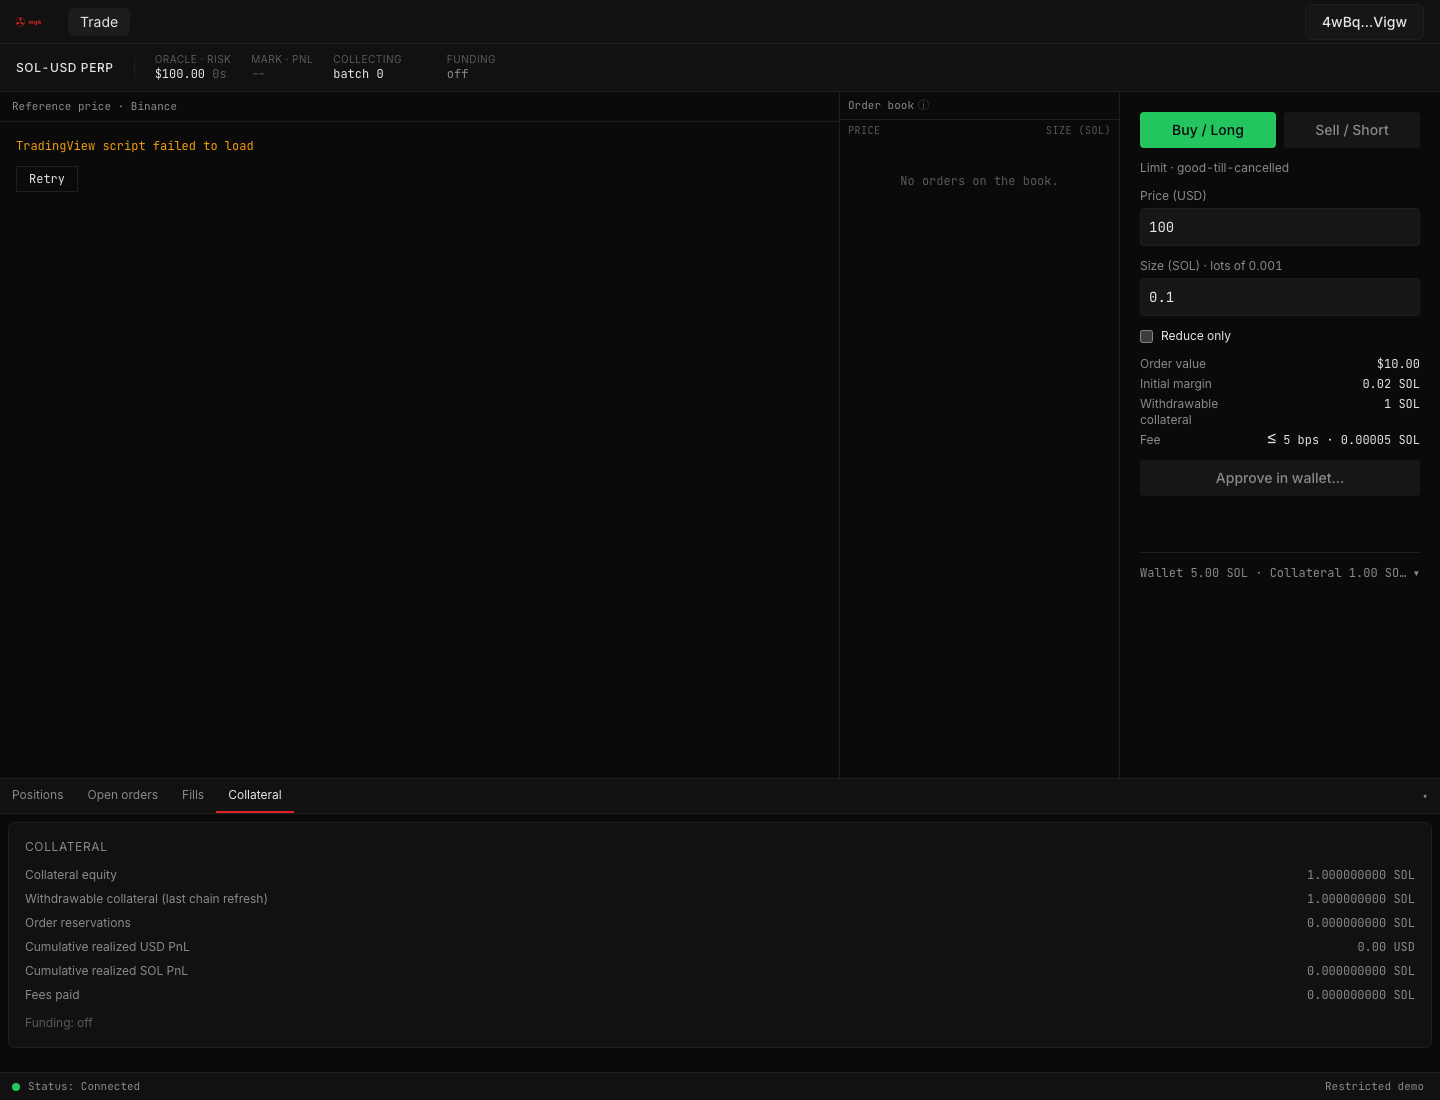 Trade
4wBq...Vigw
SOL-USD PERP
ORACLE · RISK
$100.00 0s
MARK · PNL
--
COLLECTING
batch 0
FUNDING
off
Reference price · Binance
TradingView script failed to load
Retry
Order book ⓘ
PRICE SIZE (SOL)
No orders on the book.
Buy / Long Sell / Short
Limit · good-till-cancelled
Price (USD)
100
Size (SOL) · lots of 0.001
0.1
Reduce only
Order value $10.00
Initial margin 0.02 SOL
Withdrawable collateral 1 SOL
Fee ≤ 5 bps · 0.00005 SOL
Approve in wallet...
Wallet 5.00 SOL · Collateral 1.00 SO… ▾
Positions Open orders Fills Collateral
COLLATERAL
Collateral equity 1.000000000 SOL
Withdrawable collateral (last chain refresh) 1.000000000 SOL
Order reservations 0.000000000 SOL
Cumulative realized USD PnL 0.00 USD
Cumulative realized SOL PnL 0.000000000 SOL
Fees paid 0.000000000 SOL
Funding: off
Status: Connected
Restricted demo